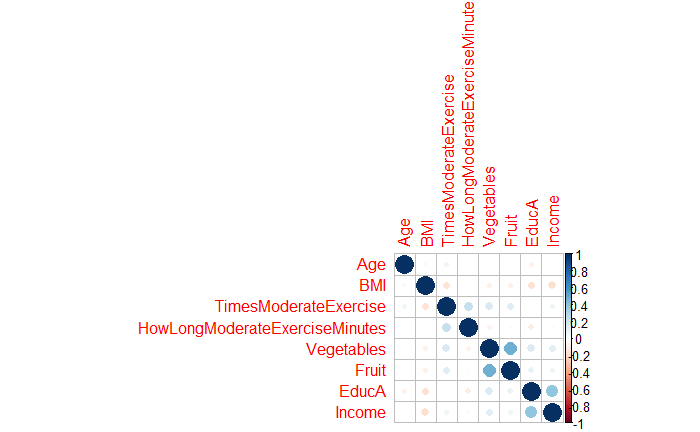 Age
BMI
TimesModerateExercise
HowLongModerateExerciseMinute
Vegetables
Fruit
EducA
Income
Age
BMI
TimesModerateExercise
HowLongModerateExerciseMinutes
Vegetables
Fruit
EducA
Income
1
0.8
0.6
0.4
0.2
0
-0.2
-0.4
-0.6
-0.8
-1